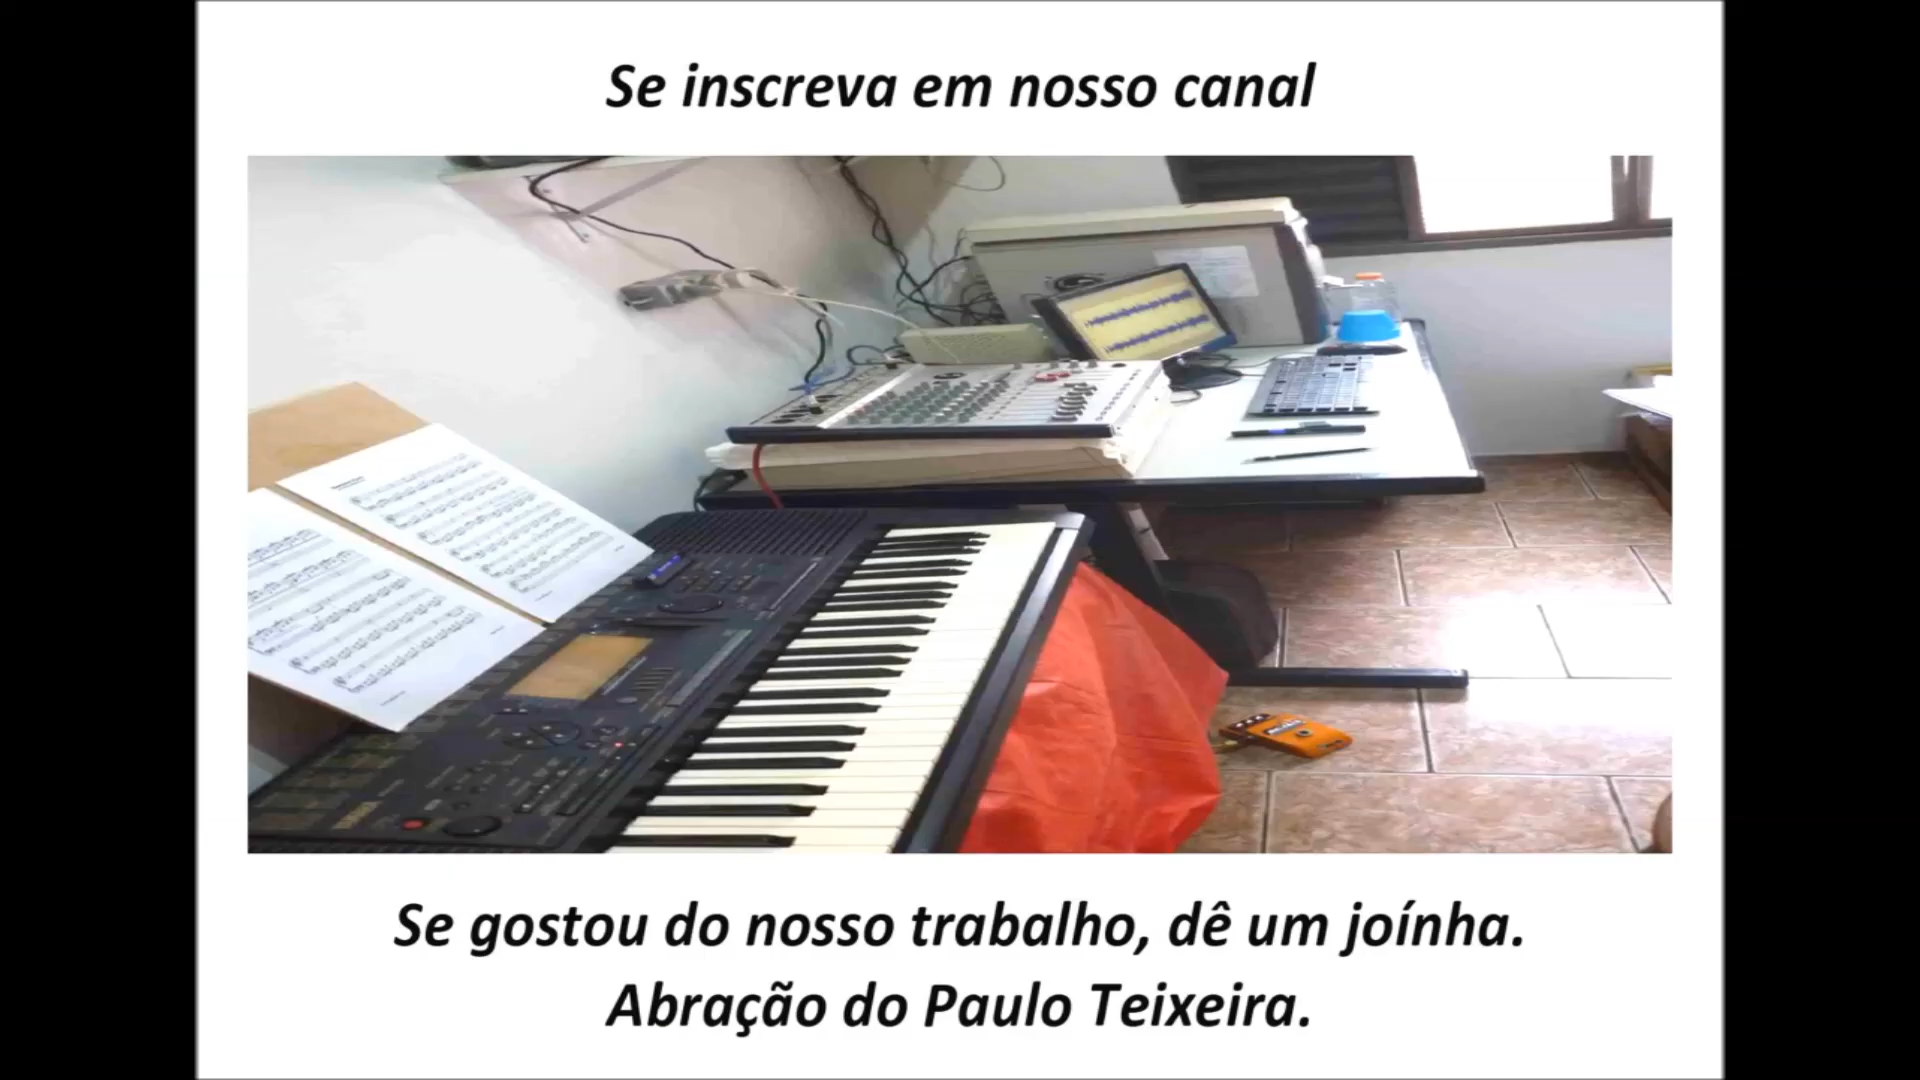 Se inscreva em nosso canal
Se gostou do nosso trabalho, dê um joínha.
Abração do Paulo Teixeira.